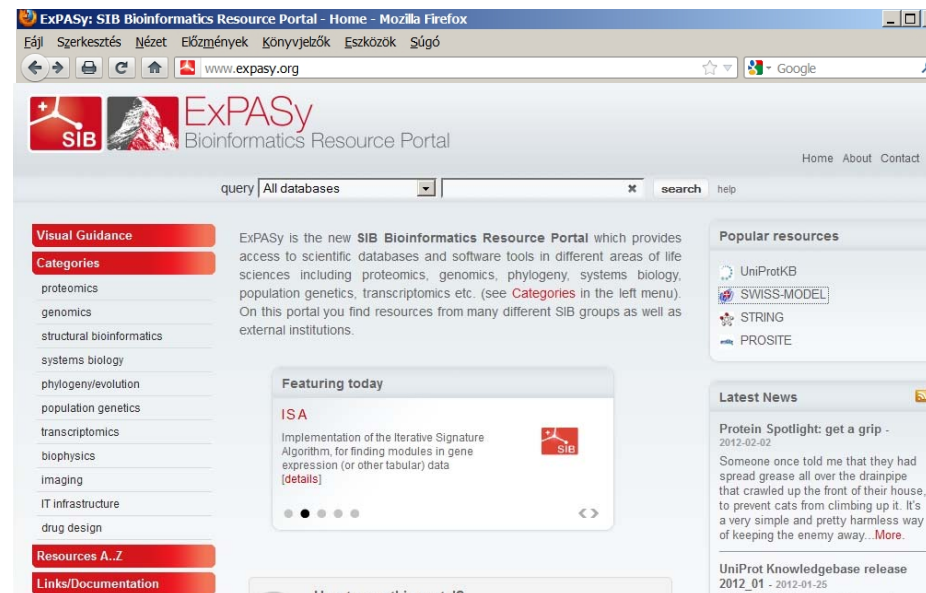 ExPASy: SIB Bioinformatics Resource Portal - Home - Mozilla Firefox
Fájl Szerkesztés Nézet Előzmények Könyvjelzők Eszközök Súgó
www.expasy.org
Google
SIB
ExPASy
Bioinformatics Resource Portal
Home About Contact
query All databases search help
Visual Guidance
Categories
proteomics
genomics
structural bioinformatics
systems biology
phylogeny/evolution
population genetics
transcriptomics
biophysics
imaging
IT infrastructure
drug design
Resources A..Z
Links/Documentation
ExPASy is the new SIB Bioinformatics Resource Portal which provides
access to scientific databases and software tools in different areas of life
sciences including proteomics, genomics, phylogeny, systems biology,
population genetics, transcriptomics etc. (see Categories in the left menu).
On this portal you find resources from many different SIB groups as well as
external institutions.
Featuring today
ISA
Implementation of the Iterative Signature
Algorithm, for finding modules in gene
expression (or other tabular) data
[details]
SIB
Popular resources
UniProtKB
SWISS-MODEL
STRING
PROSITE
Latest News
Protein Spotlight: get a grip -
2012-02-02
Someone once told me that they had
spread grease all over the drainpipe
that crawled up the front of their house,
to prevent cats from climbing up it. It's
a very simple and pretty harmless way
of keeping the enemy away...More.
UniProt Knowledgebase release
2012_01 - 2012-01-25